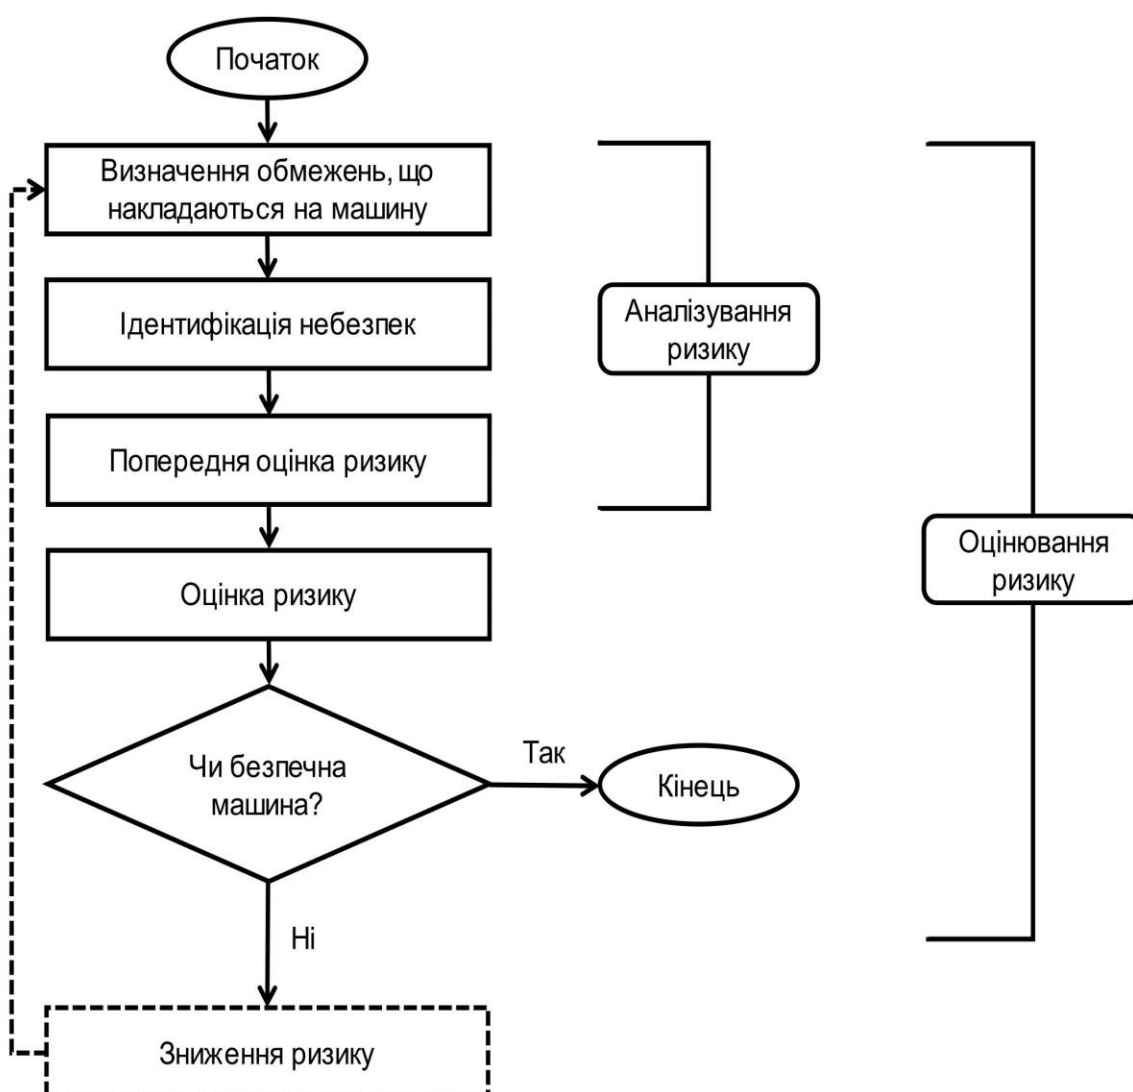 Початок
Визначення обмежень, що
накладаються на машину
Ідентифікація небезпек
Аналізування
ризику
Попередня оцінка ризику
Оцінювання
ризику
Оцінка ризику
Чи безпечна
машина?
Так
Кінець
Ні
Зниження ризику